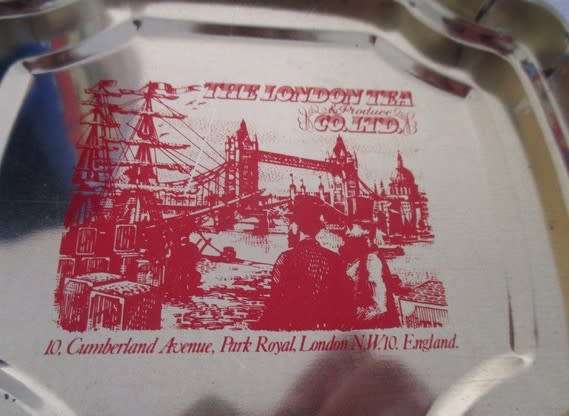 THE LONDON TEA
& Produce
CO. LTD.
10, Cumberland Avenue, Park Royal, London N.W.10. England.